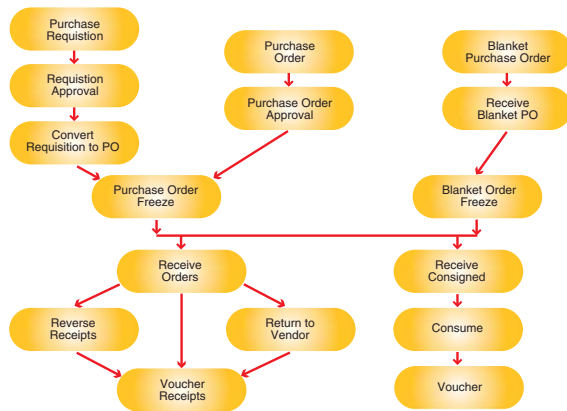 Purchase
Requistion
Purchase
Order
Blanket
Purchase Order
Requistion
Approval
Purchase Order
Approval
Receive
Blanket PO
Convert
Requisition to PO
Purchase Order
Freeze
Blanket Order
Freeze
Receive
Orders
Receive
Consigned
Reverse
Receipts
Return to
Vendor
Consume
Voucher
Receipts
Voucher